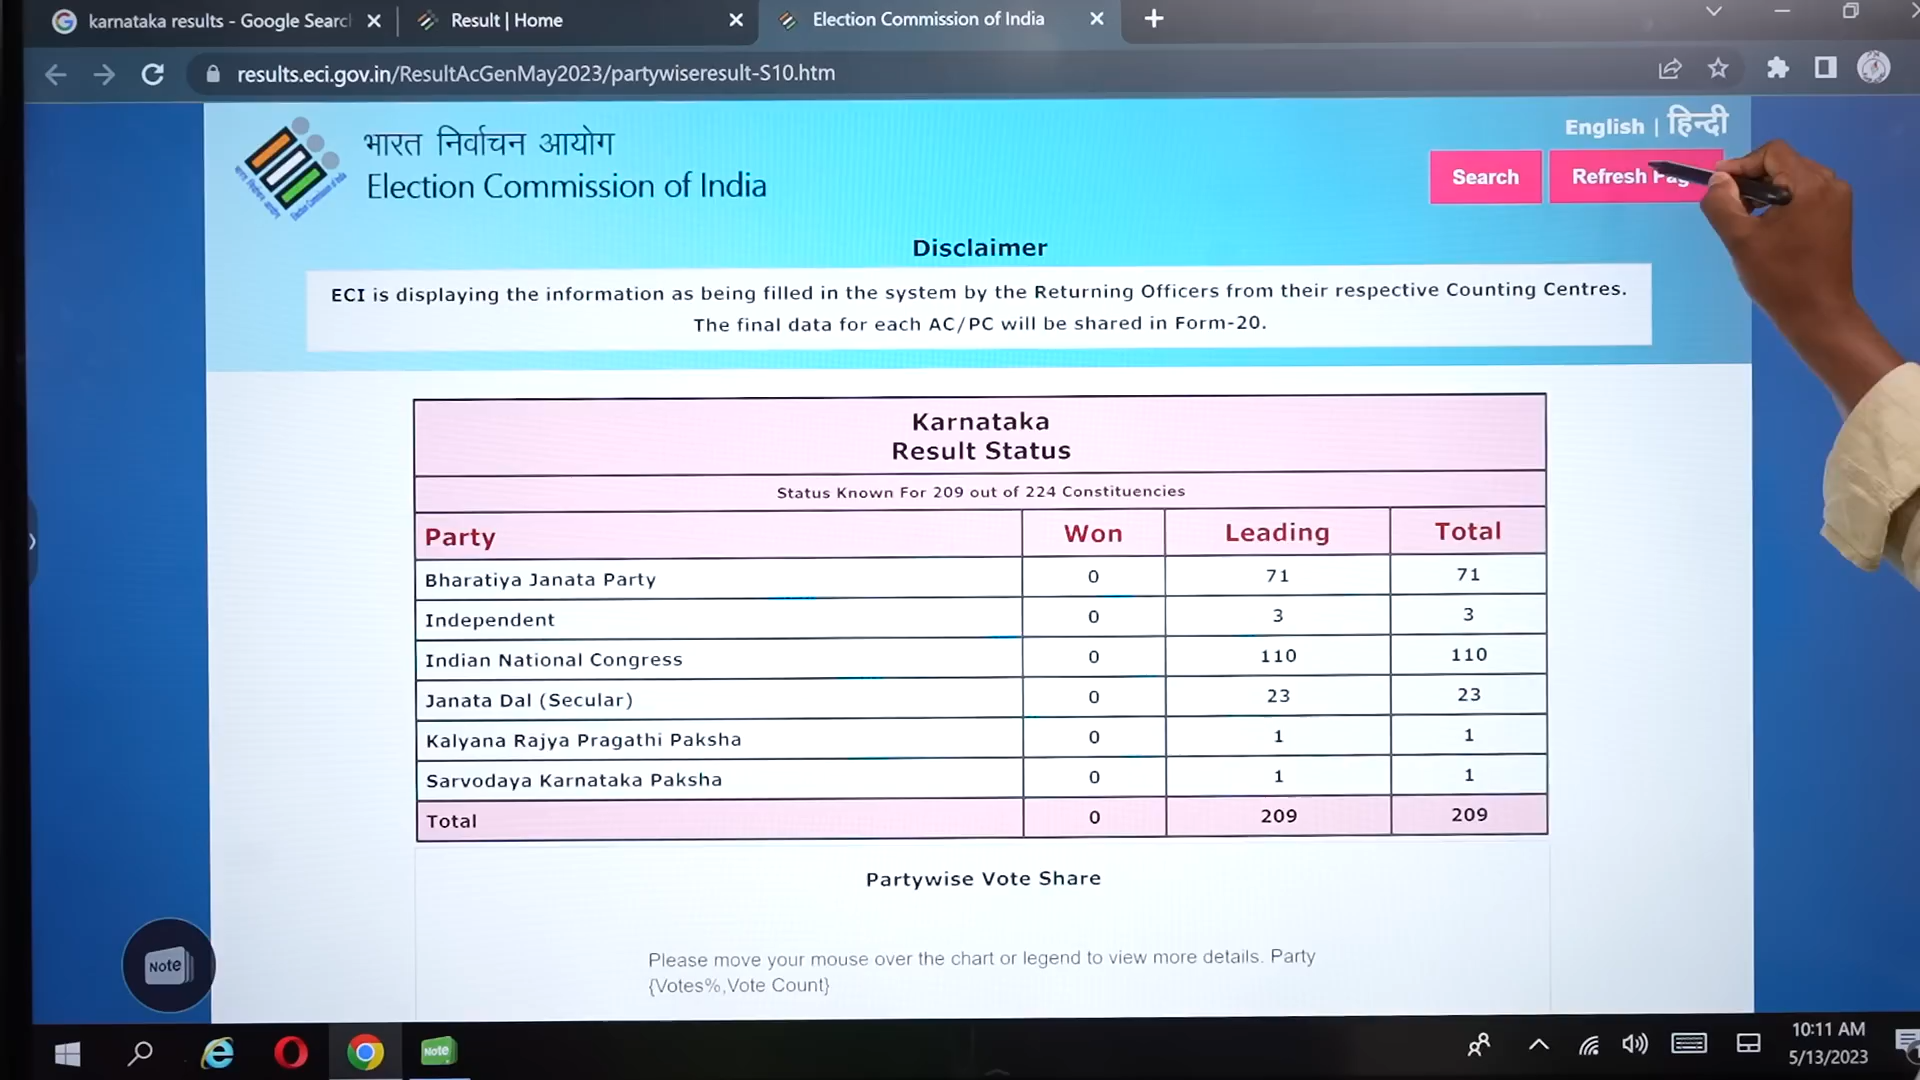 karnataka results - Google Search
Result | Home
Election Commission of India
results.eci.gov.in/ResultAcGenMay2023/partywiseresult-S10.htm
भारत निर्वाचन आयोग
Election Commission of India
English | हिन्दी
Search
Refresh
Disclaimer
ECI is displaying the information as being filled in the system by the Returning Officers from their respective Counting Centres.
The final data for each AC/PC will be shared in Form-20.
Karnataka
Result Status
Status Known For 209 out of 224 Constituencies
Party Won Leading Total
Bharatiya Janata Party 0 71 71
Independent 0 3 3
Indian National Congress 0 110 110
Janata Dal (Secular) 0 23 23
Kalyana Rajya Pragathi Paksha 0 1 1
Sarvodaya Karnataka Paksha 0 1 1
Total 0 209 209
Partywise Vote Share
Please move your mouse over the chart or legend to view more details. Party
{Votes%,Vote Count}
Note
Note
10:11 AM
5/13/2023